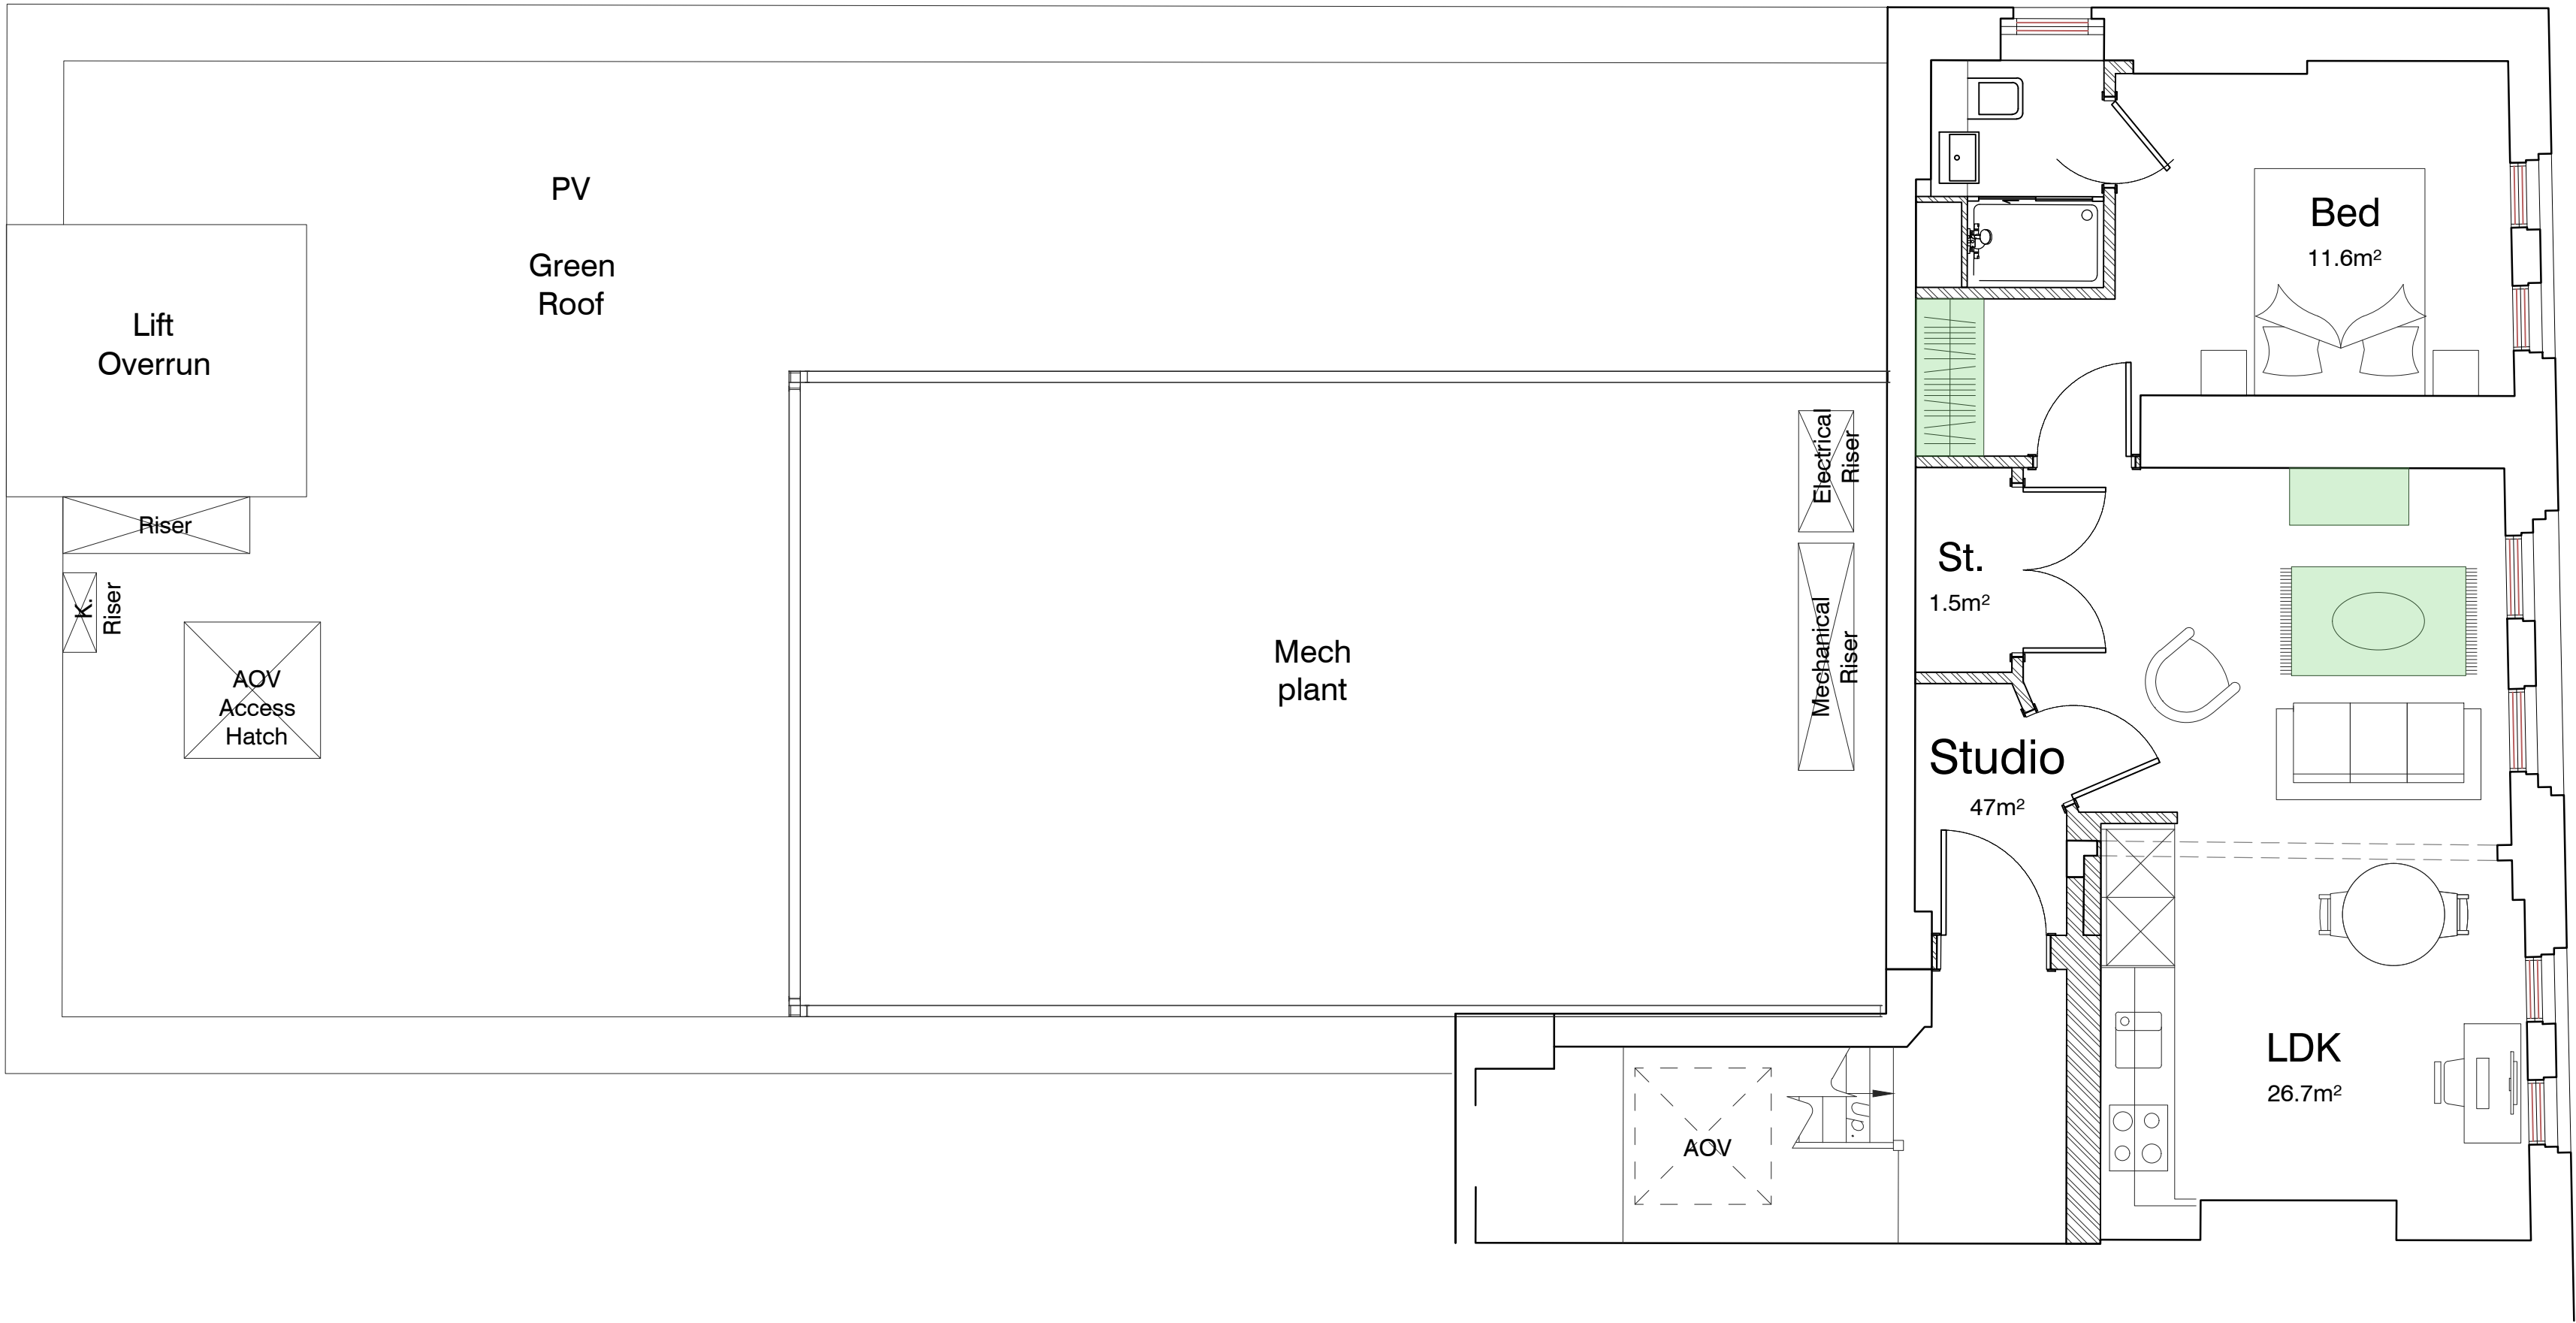 PV
Green
Roof
Lift
Overrun
Riser
K.
Riser
AOV
Access
Hatch
Mech
plant
Electrical
Riser
Mechanical
Riser
Bed
11.6m²
St.
1.5m²
Studio
47m²
LDK
26.7m²
AOV